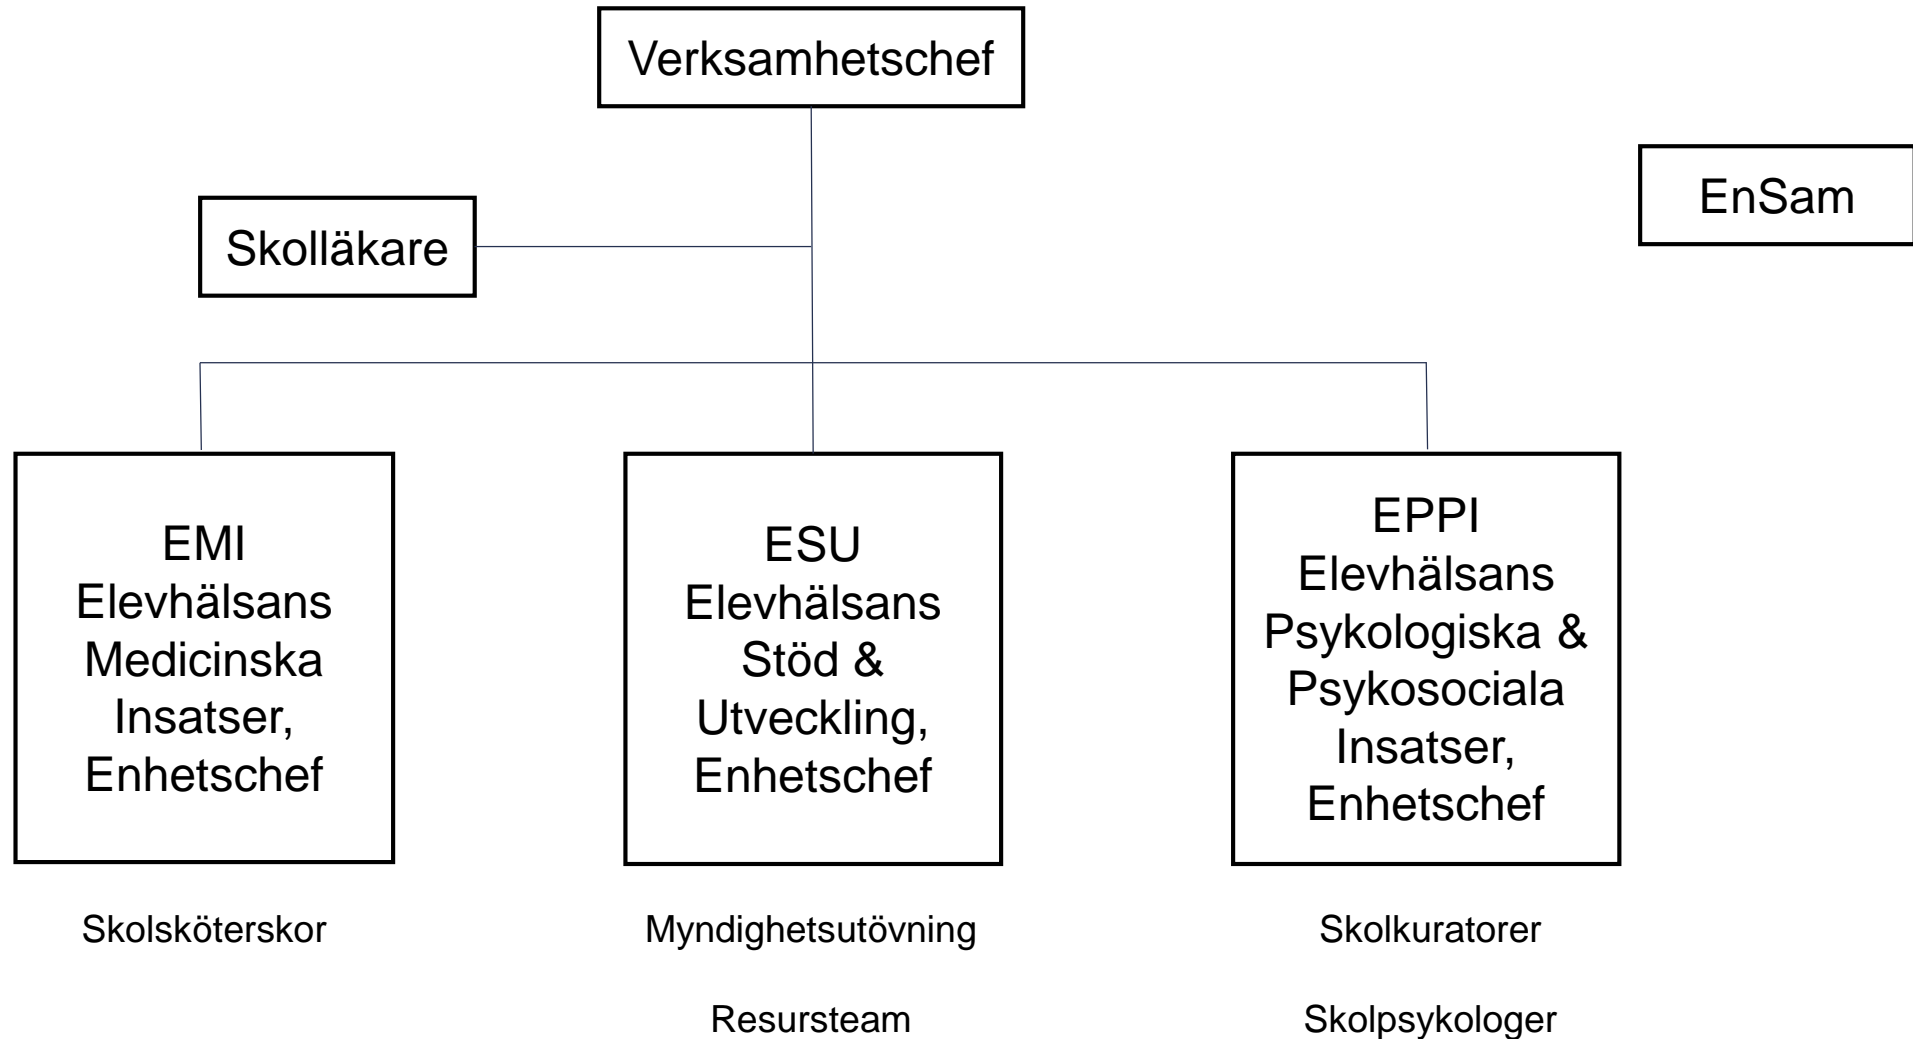 Verksamhetschef
EnSam
Skolläkare
EMI
Elevhälsans
Medicinska
Insatser,
Enhetschef
ESU
Elevhälsans
Stöd &
Utveckling,
Enhetschef
EPPI
Elevhälsans
Psykologiska &
Psykosociala
Insatser,
Enhetschef
Skolsköterskor
Myndighetsutövning
Resursteam
Skolkuratorer
Skolpsykologer